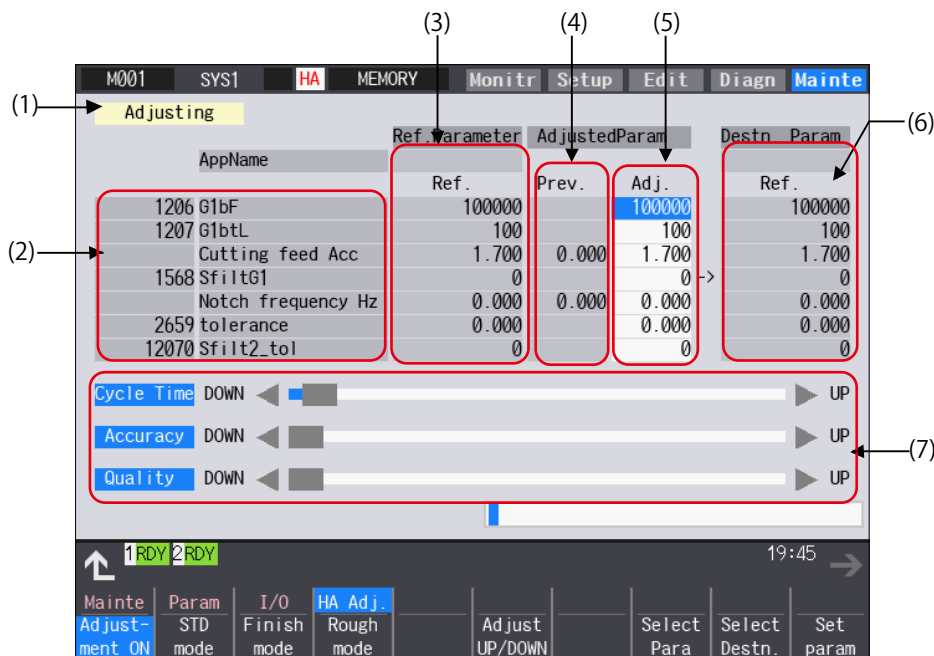 (3) (4) (5)
M001 SYS1 HA MEMORY Monitr Setup Edit Diagn Mainte
(1) Adjusting
Ref.Parameter AdjustedParam Destn Param (6)
AppName
Ref. Prev. Adj. Ref.
1206 G1bF 100000 100000 100000
1207 G1btL 100 100 100
(2) Cutting feed Acc 1.700 0.000 1.700 1.700
1568 SfiltG1 0 0 -> 0
Notch frequency Hz 0.000 0.000 0.000 0.000
2659 tolerance 0.000 0.000 0.000
12070 Sfilt2_tol 0 0 0
Cycle Time DOWN UP
Accuracy DOWN UP (7)
Quality DOWN UP
1 RDY 2 RDY 19:45
Mainte Param I/O HA Adj.
Adjust- STD Finish Rough Adjust Select Select Set
ment ON mode mode mode UP/DOWN Para Destn. param